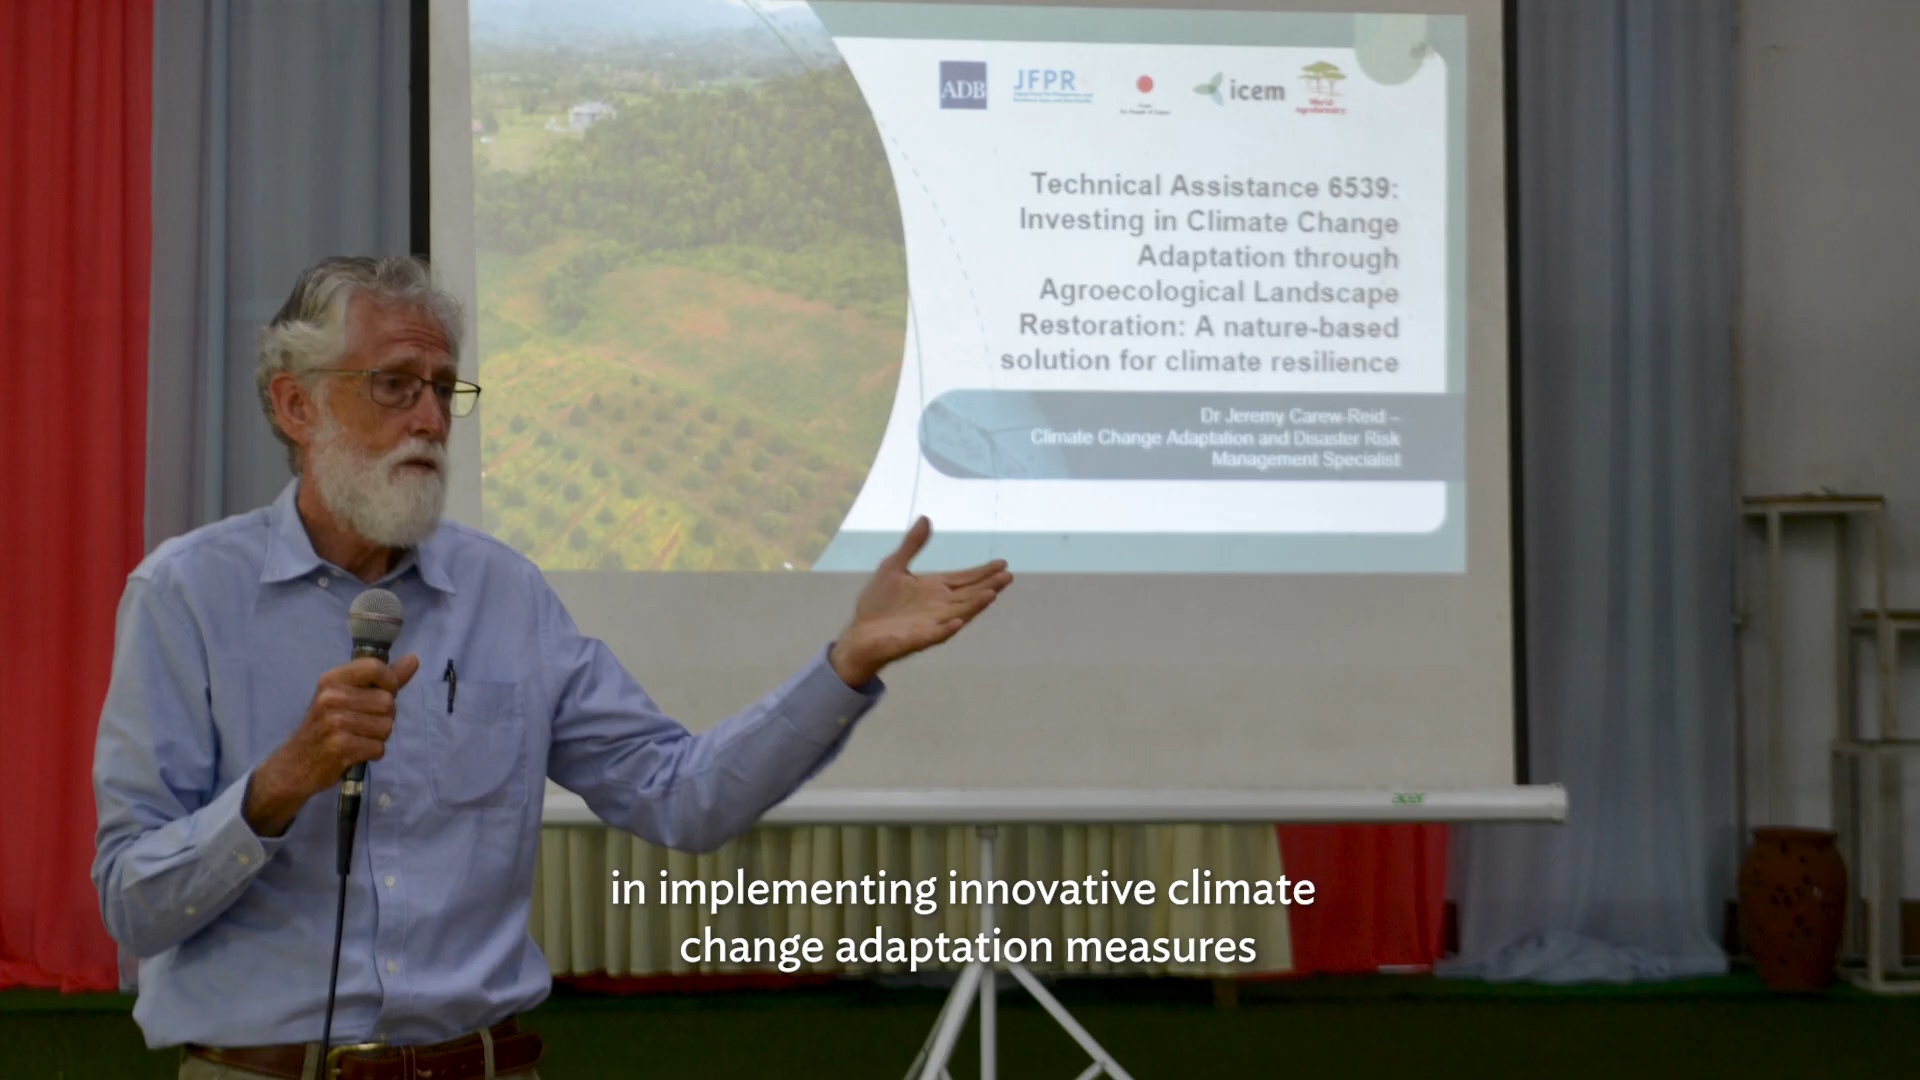 ADB
JFPR
icem
World
Agroforestry
Technical Assistance 6539:
Investing in Climate Change
Adaptation through
Agroecological Landscape
Restoration: A nature-based
solution for climate resilience
Dr Jeremy Carew-Reid –
Climate Change Adaptation and Disaster Risk
Management Specialist
acer
in implementing innovative climate
change adaptation measures